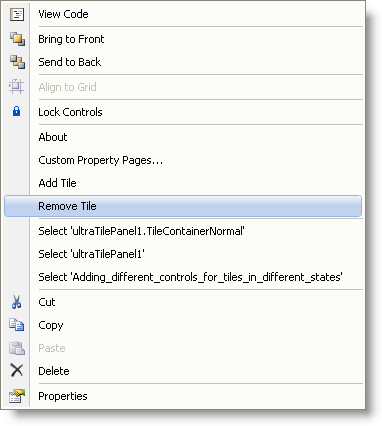 View Code
Bring to Front
Send to Back
Align to Grid
Lock Controls
About
Custom Property Pages...
Add Tile
Remove Tile
Select 'ultraTilePanel1.TileContainerNormal'
Select 'ultraTilePanel1'
Select 'Adding_different_controls_for_tiles_in_different_states'
Cut
Copy
Paste
Delete
Properties